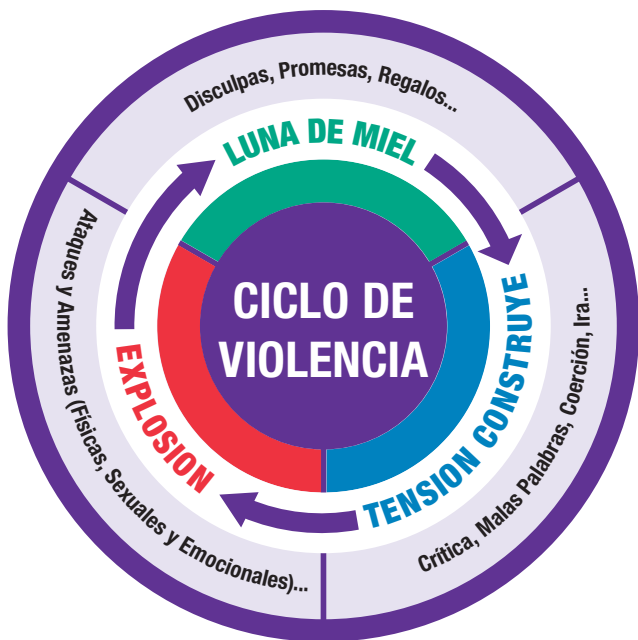 Disculpas, Promesas, Regalos...
LUNA DE MIEL
CICLO DE
VIOLENCIA
TENSION CONSTRUYE
Crítica, Malas Palabras, Coerción, Ira...
EXPLOSION
Ataques y Amenazas (Físicas, Sexuales y Emocionales)...